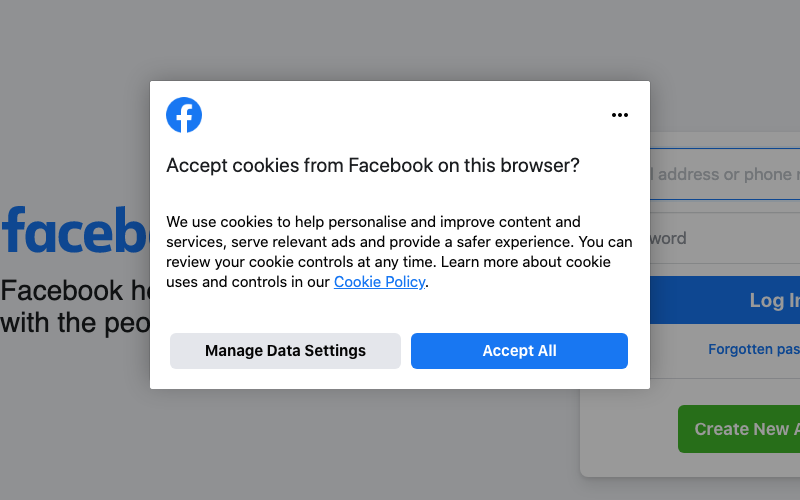 Accept cookies from Facebook on this browser?
We use cookies to help personalise and improve content and
services, serve relevant ads and provide a safer experience. You can
review your cookie controls at any time. Learn more about cookie
uses and controls in our Cookie Policy.
Manage Data Settings
Accept All
faceb
Facebook he
with the peo
address or phone
word
Log In
Forgotten pas
Create New A